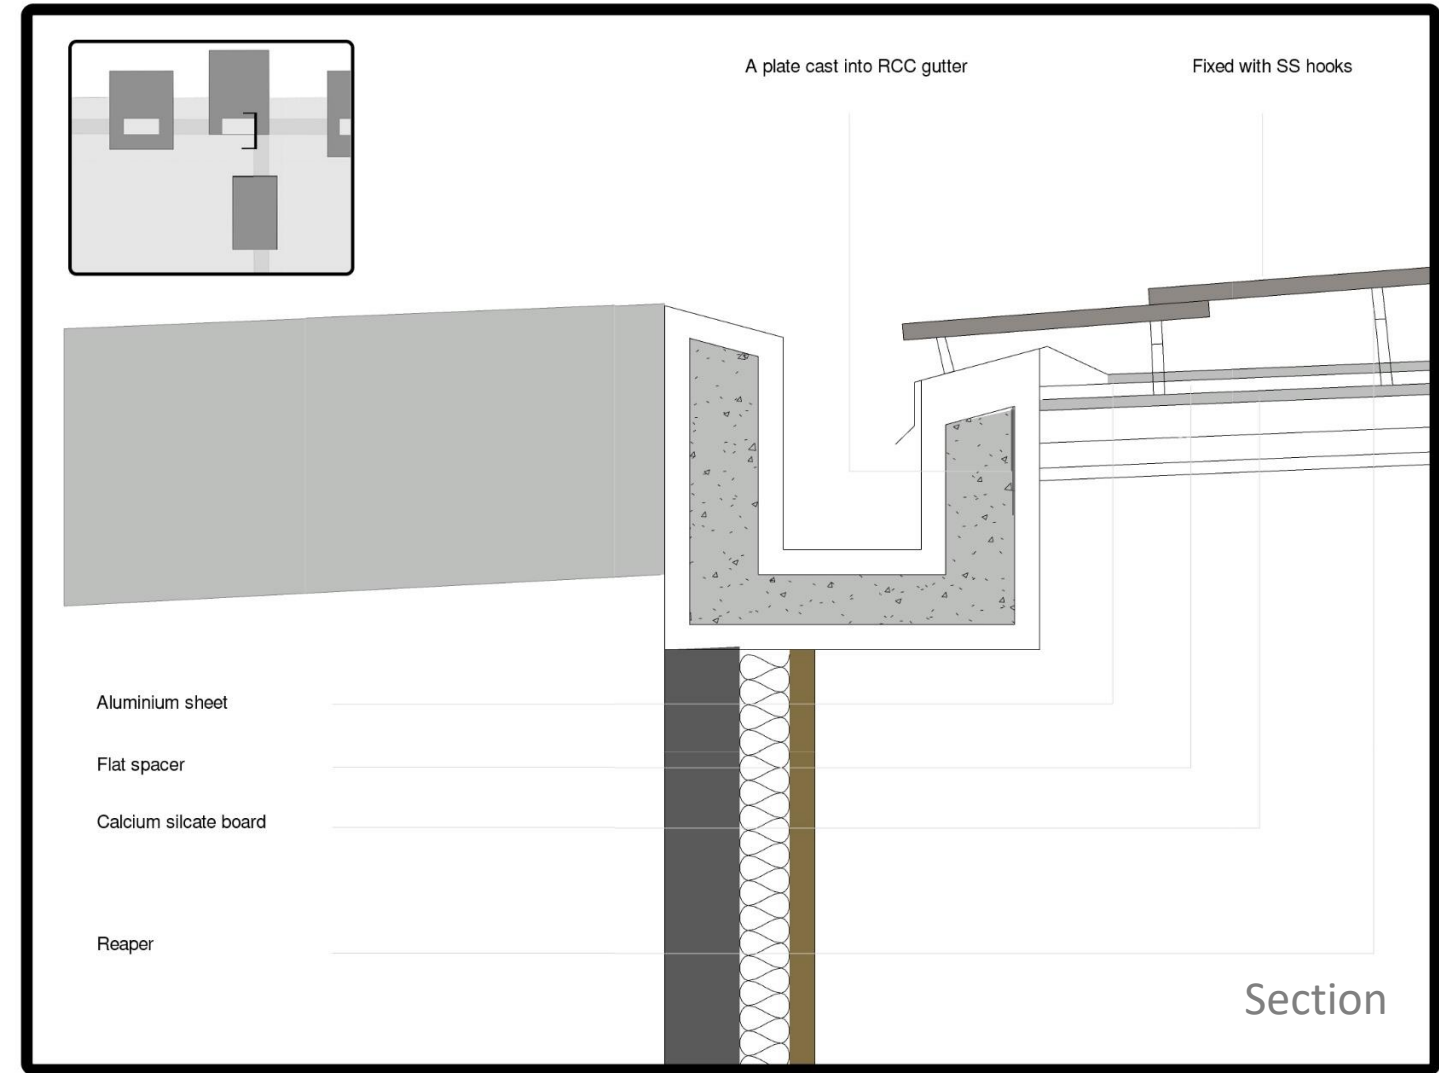 A plate cast into RCC gutter
Fixed with SS hooks
Aluminium sheet
Flat spacer
Calcium silcate board
Reaper
Section